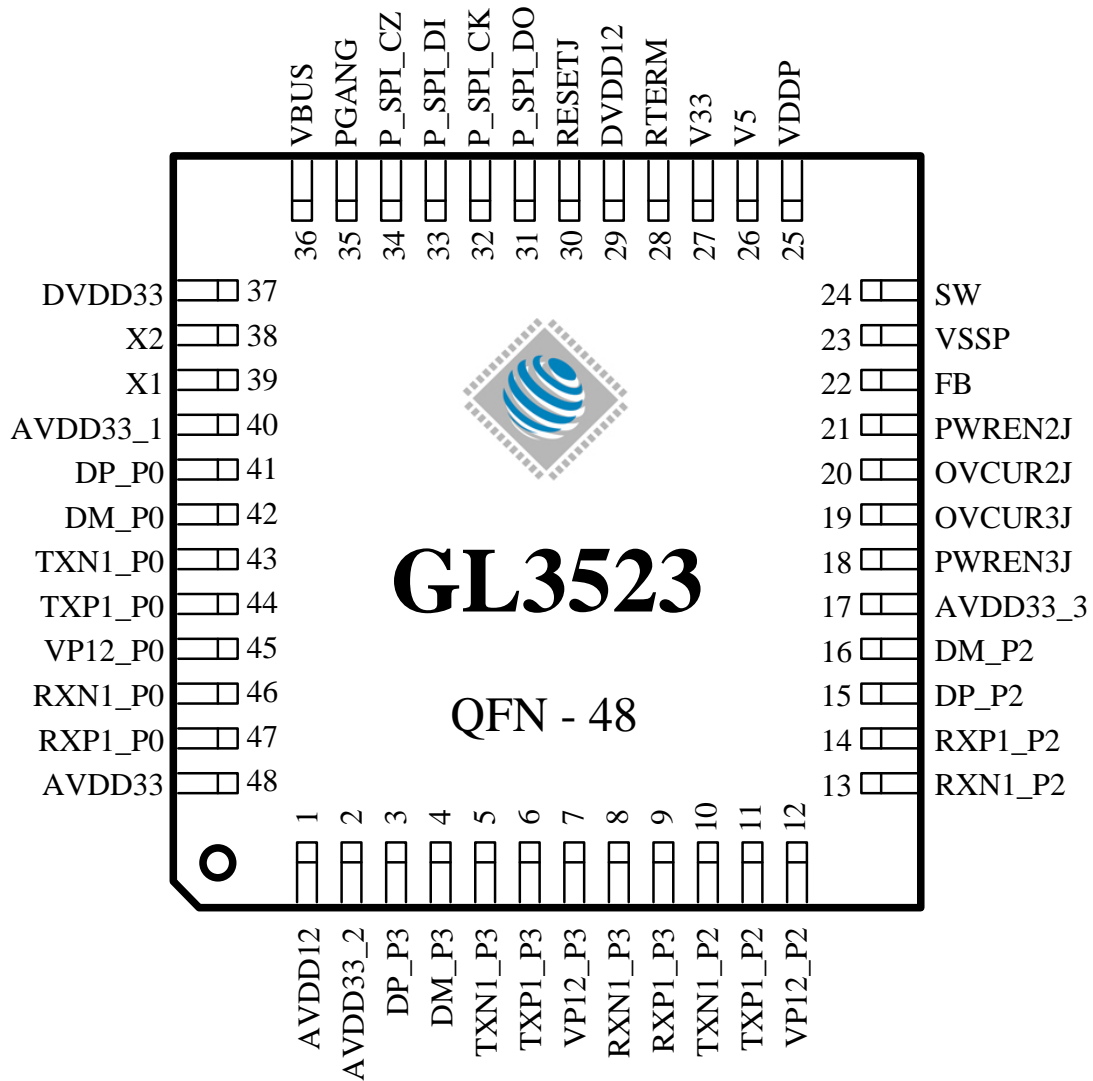 VBUS
PGANG
P_SPI_CZ
P_SPI_DI
P_SPI_CK
P_SPI_DO
RESETJ
DVDD12
RTERM
V33
V5
VDDP
36
35
34
33
32
31
30
29
28
27
26
25
DVDD33 37
X2 38
X1 39
AVDD33_1 40
DP_P0 41
DM_P0 42
TXN1_P0 43
TXP1_P0 44
VP12_P0 45
RXN1_P0 46
RXP1_P0 47
AVDD33 48
24 SW
23 VSSP
22 FB
21 PWREN2J
20 OVCUR2J
19 OVCUR3J
18 PWREN3J
17 AVDD33_3
16 DM_P2
15 DP_P2
14 RXP1_P2
13 RXN1_P2
GL3523
QFN - 48
1
2
3
4
5
6
7
8
9
10
11
12
AVDD12
AVDD33_2
DP_P3
DM_P3
TXN1_P3
TXP1_P3
VP12_P3
RXN1_P3
RXP1_P3
TXN1_P2
TXP1_P2
VP12_P2